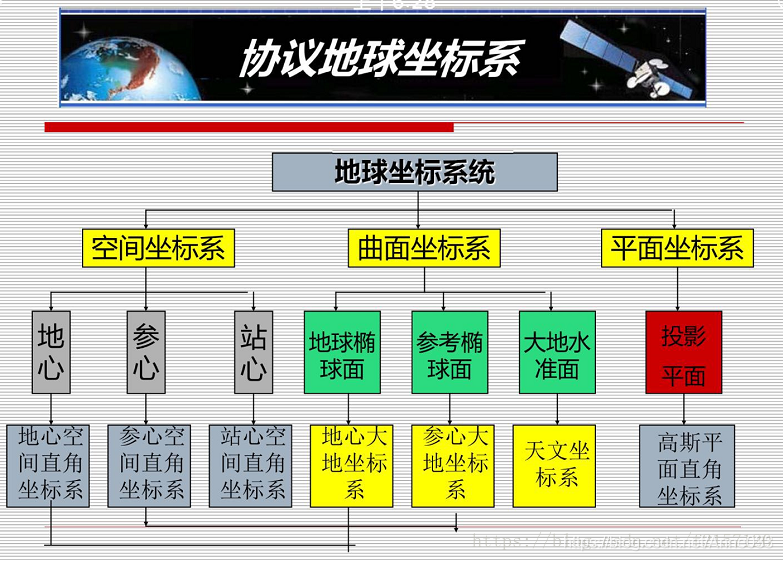 协议地球坐标系
地球坐标系统
空间坐标系
曲面坐标系
平面坐标系
地
心
参
心
站
心
地球椭
球面
参考椭
球面
大地水
准面
投影
平面
地心空
间直角
坐标系
参心空
间直角
坐标系
站心空
间直角
坐标系
地心大
地坐标
系
参心大
地坐标
系
天文坐
标系
高斯平
面直角
坐标系